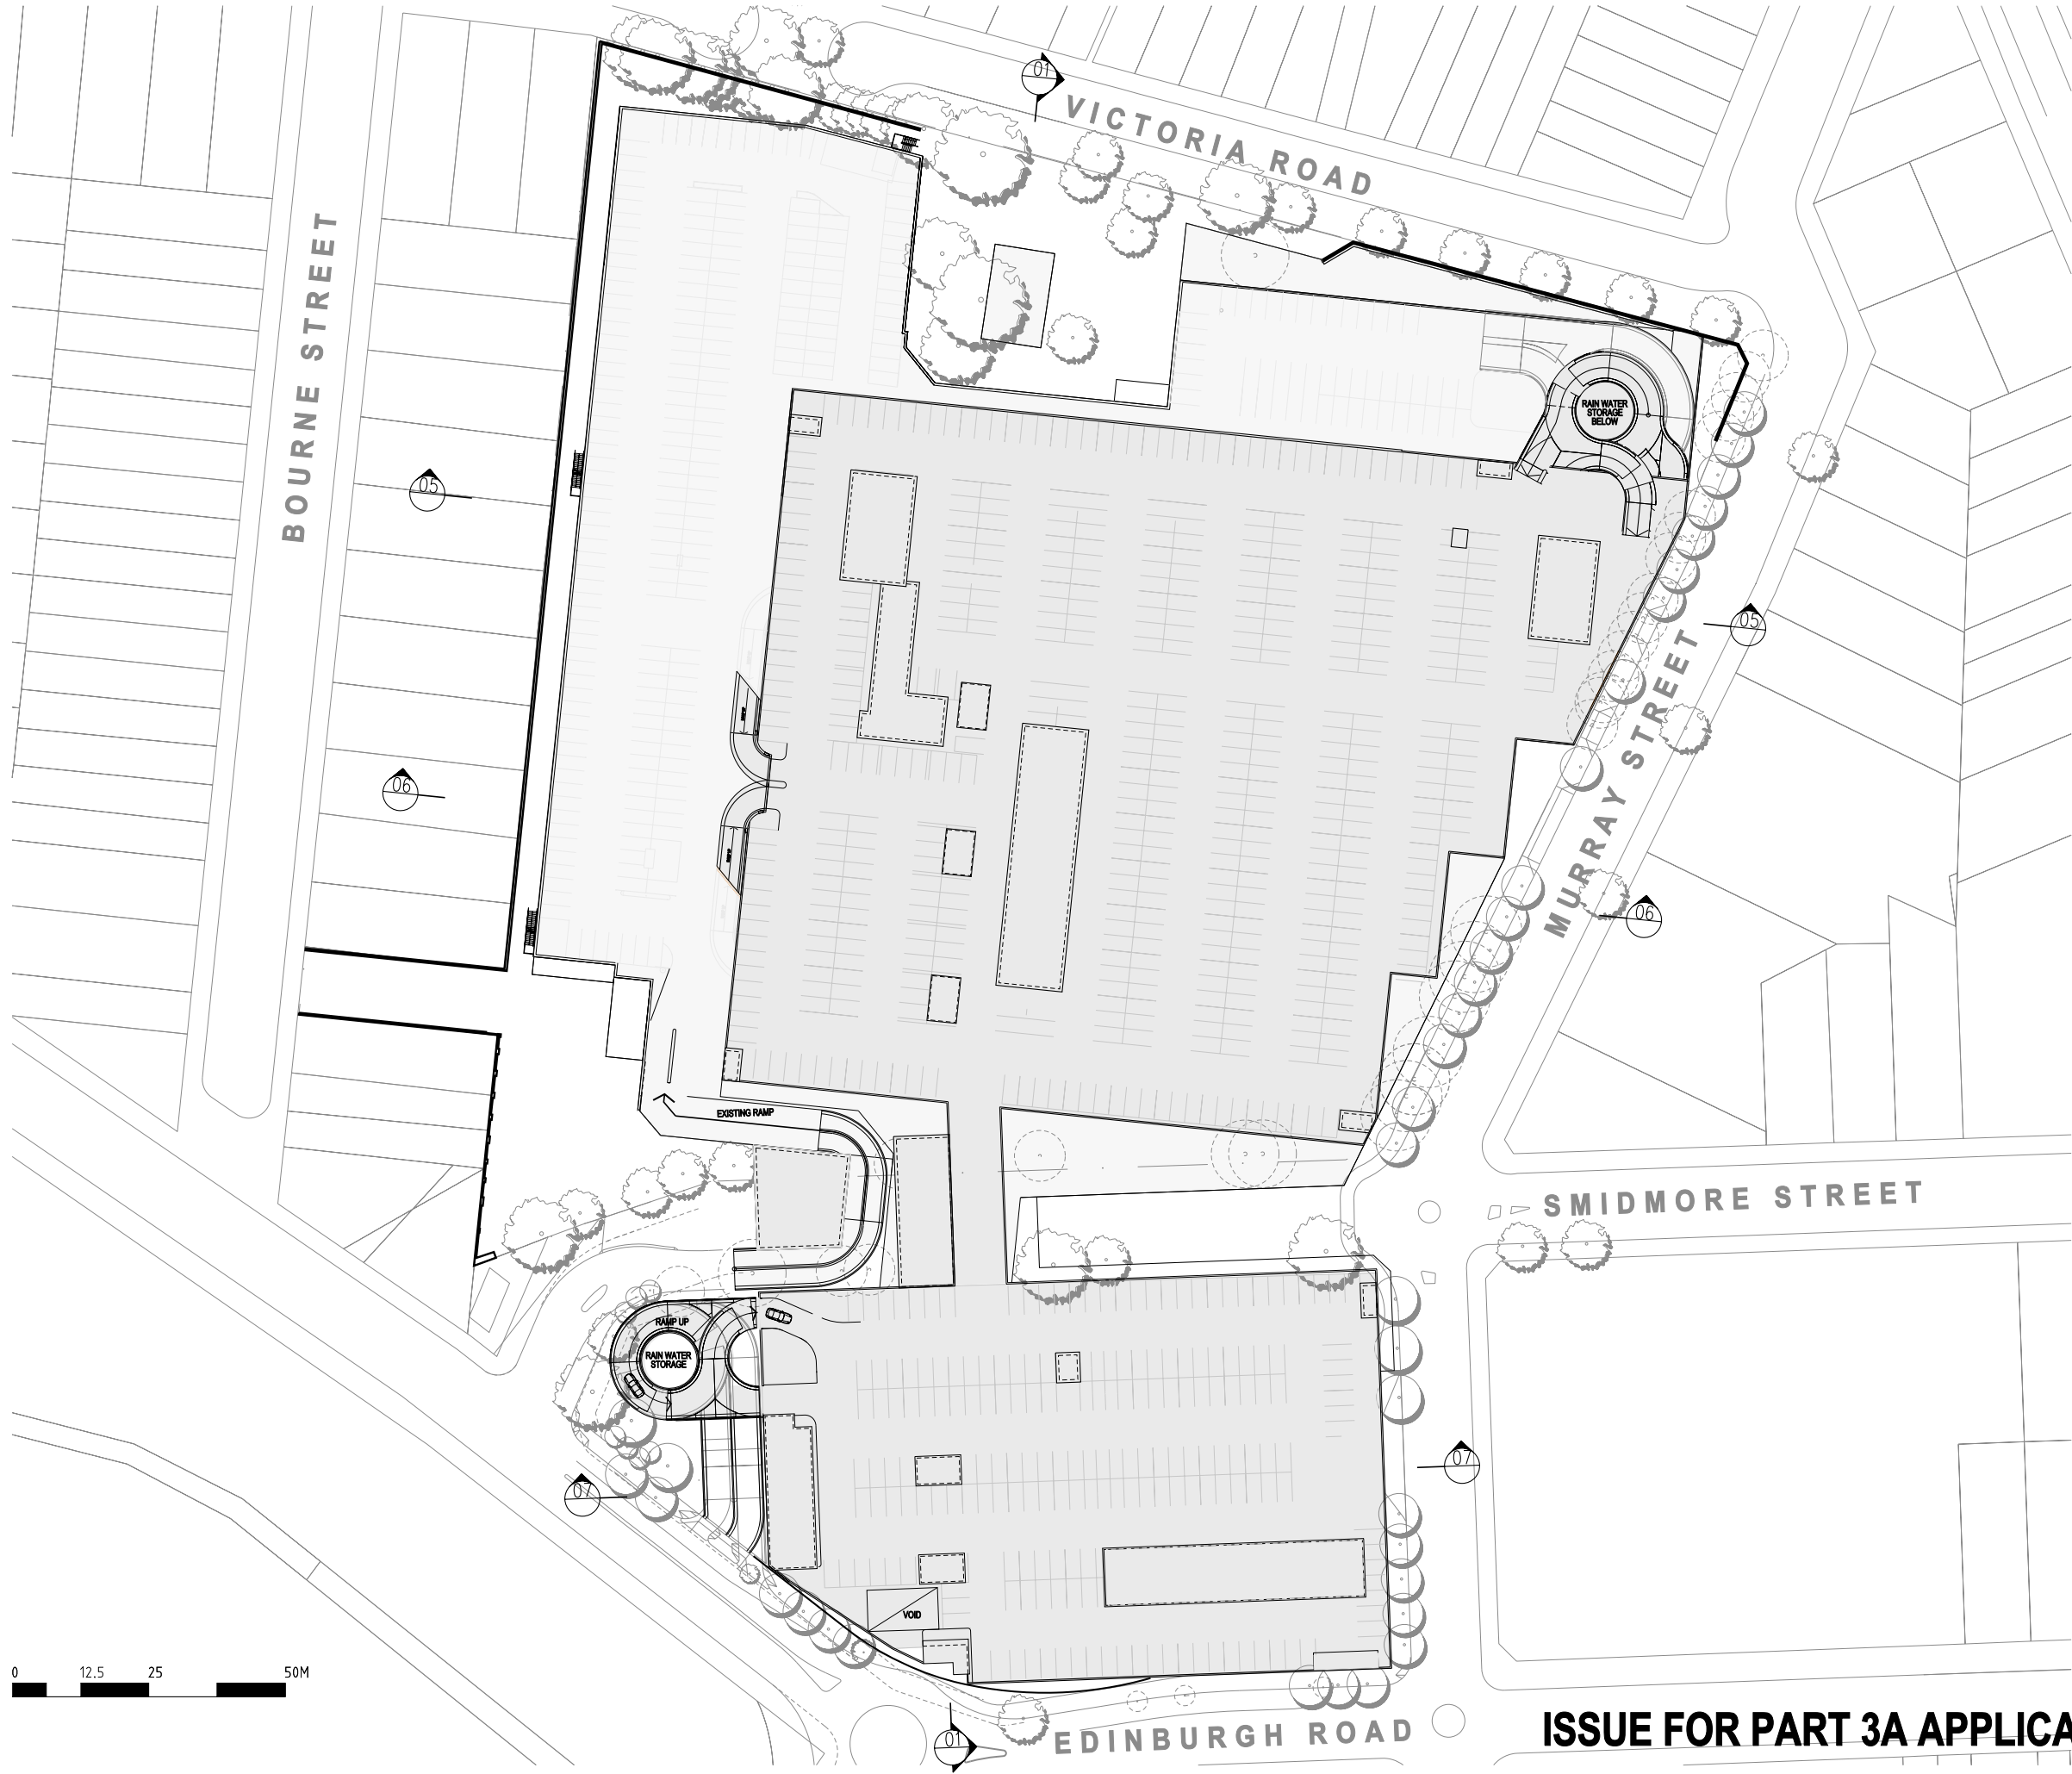 01
VICTORIA ROAD
BOURNE STREET
RAIN WATER
STORAGE
BELOW
05
05
MURRAY STREET
06
06
EXISTING RAMP
SMIDMORE STREET
RAMP UP
RAIN WATER
STORAGE
07
07
VOID
0 12.5 25 50M
01
EDINBURGH ROAD
ISSUE FOR PART 3A APPLICA